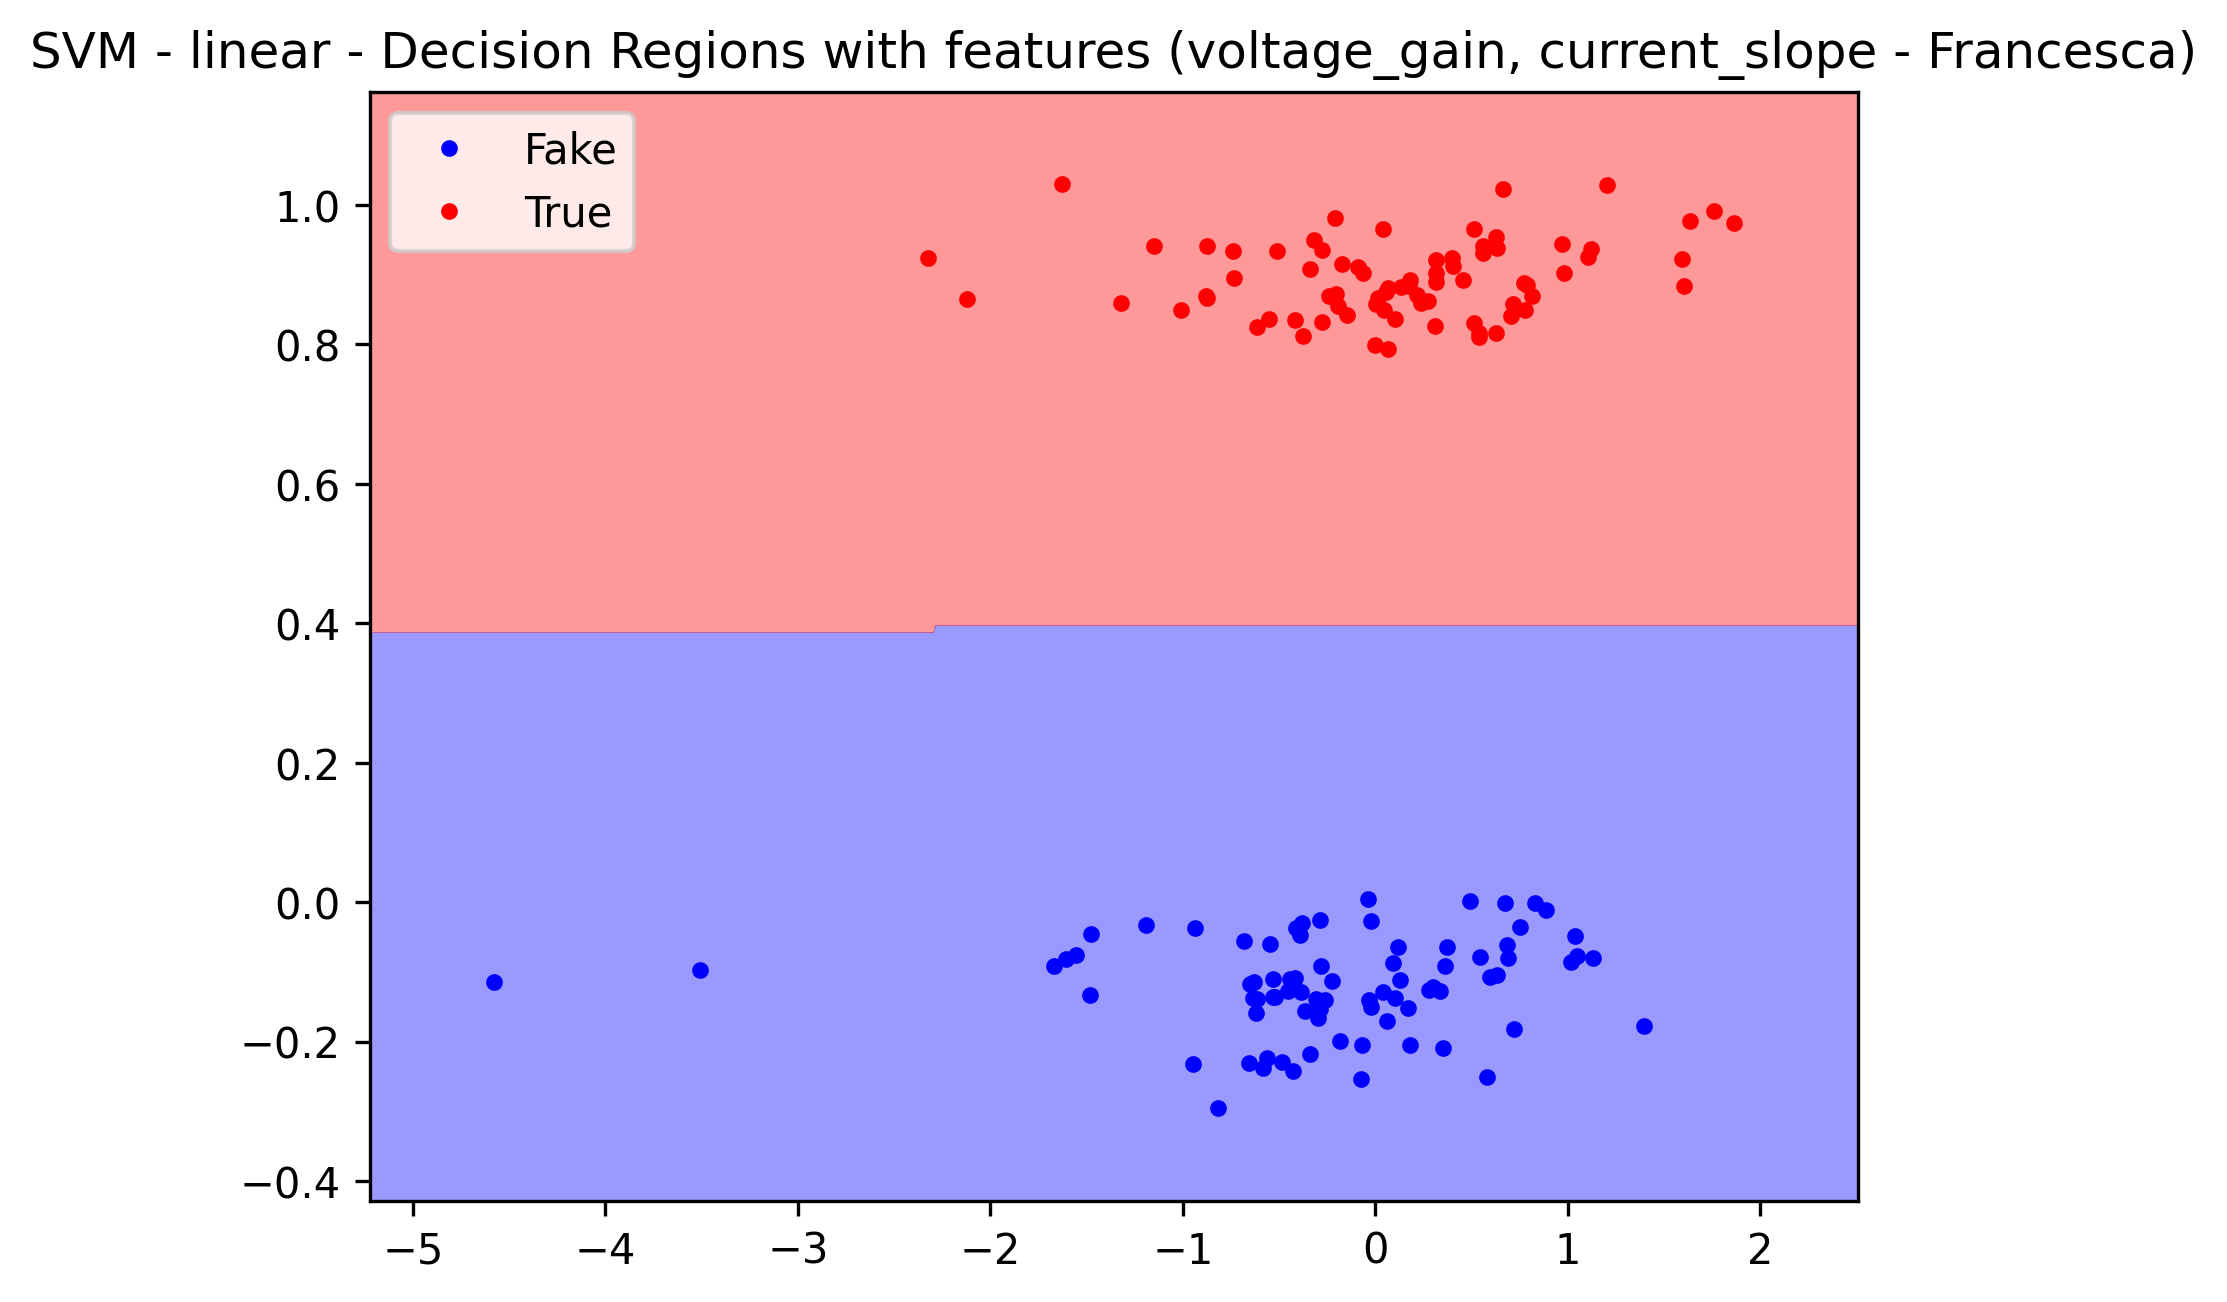 SVM - linear - Decision Regions with features (voltage_gain, current_slope - Francesca)
Fake
True
1.0
0.8
0.6
0.4
0.2
0.0
−0.2
−0.4
−5 −4 −3 −2 −1 0 1 2